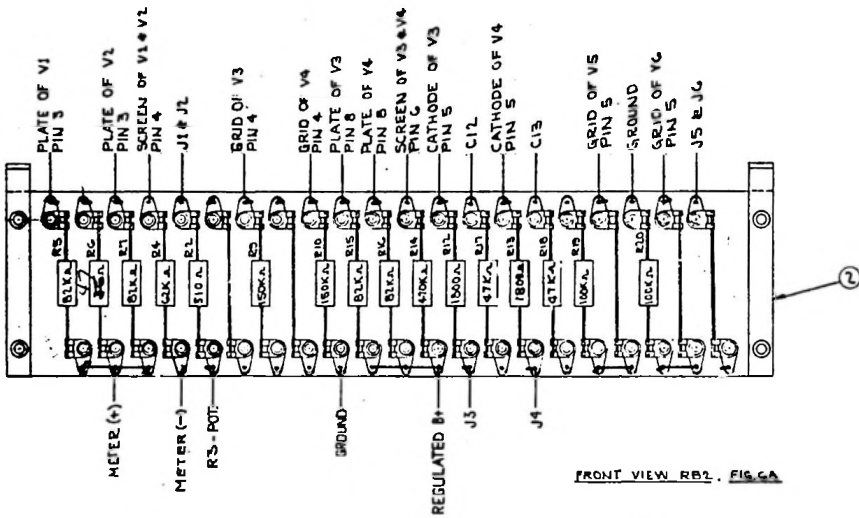 PLATE OF V1
PIN 3
PLATE OF V2
PIN 3
SCREEN OF V1 & V2
PIN 4
J1 & J2
GRID OF V3
PIN 4
GRID OF V4
PIN 4
PLATE OF V3
PIN 8
PLATE OF V4
PIN 8
SCREEN OF V3 & V4
PIN 6
CATHODE OF V3
PIN 5
C12
CATHODE OF V4
PIN 5
C13
GRID OF V5
PIN 5
GROUND
GRID OF V6
PIN 5
J5 & J6
R5
R6
R7
R4
R2
R9
R10
R15
R16
R14
R12
R17
R13
R18
R19
R20
82KΩ
47
82KΩ
62KΩ
510Ω
150KΩ
150KΩ
82KΩ
82KΩ
470KΩ
1800Ω
47KΩ
1800Ω
47KΩ
100KΩ
100KΩ
2
METER (+)
METER (-)
R3-POT.
GROUND
REGULATED B+
J3
J4
FRONT VIEW RB2. FIG. 6A